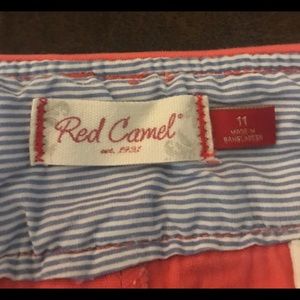 Red Camel®
est. 1931
11
MADE IN
BANGLADESH